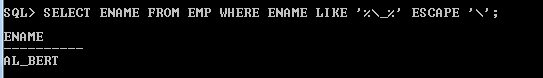 SQL> SELECT ENAME FROM EMP WHERE ENAME LIKE '%\_%' ESCAPE '\';
ENAME
----------
AL_BERT